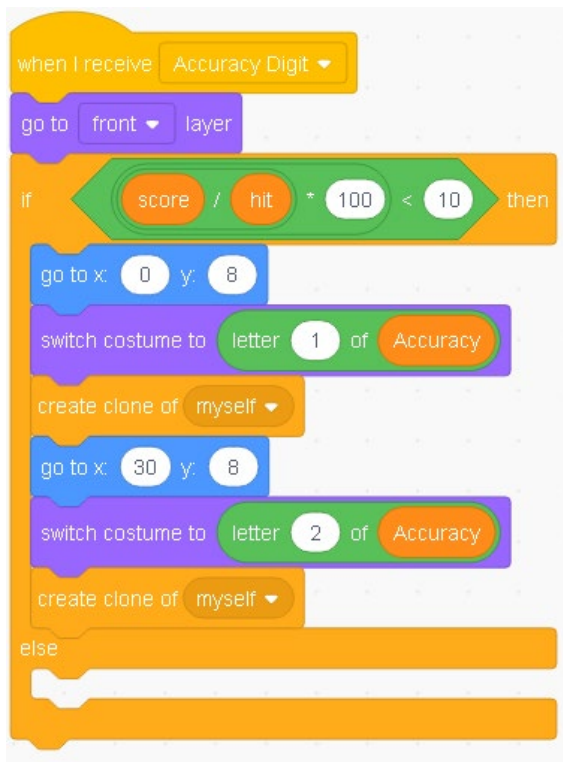 when I receive Accuracy Digit
go to front layer
if score / hit * 100 < 10 then
go to x: 0 y: 8
switch costume to letter 1 of Accuracy
create clone of myself
go to x: 30 y: 8
switch costume to letter 2 of Accuracy
create clone of myself
else